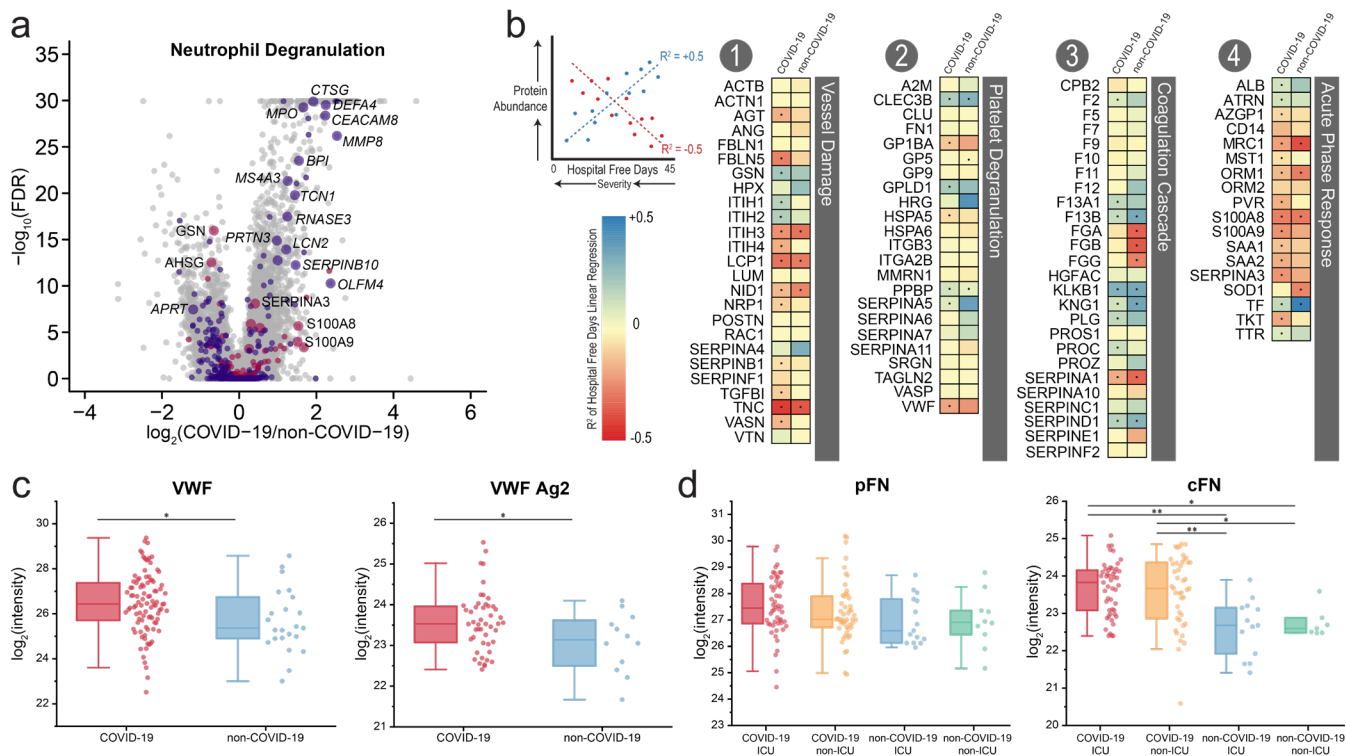 a
Neutrophil Degranulation
−log10(FDR)
35
30
25
20
15
10
5
0
−4
−2
0
2
4
6
log2(COVID−19/non−COVID−19)
CTSG
MPO
DEFA4
CEACAM8
MMP8
BPI
MS4A3
TCN1
RNASE3
GSN
PRTN3
LCN2
AHSG
SERPINB10
OLFM4
APRT
SERPINA3
S100A8
S100A9
b
Protein
Abundance
R² = +0.5
R² = -0.5
0 Hospital Free Days 45
Severity
R² of Hospital Free Days Linear Regression
+0.5
0
-0.5
1
COVID-19
non-COVID-19
Vessel Damage
ACTB
ACTN1
AGT
ANG
FBLN1
FBLN5
GSN
HPX
ITIH1
ITIH2
ITIH3
ITIH4
LCP1
LUM
NID1
NRP1
POSTN
RAC1
SERPINA4
SERPINB1
SERPINF1
TGFBI
TNC
VASN
VTN
2
COVID-19
non-COVID-19
Platelet Degranulation
A2M
CLEC3B
CLU
FN1
GP1BA
GP5
GP9
GPLD1
HRG
HSPA5
HSPA6
ITGB3
ITGA2B
MMRN1
PPBP
SERPINA5
SERPINA6
SERPINA7
SERPINA11
SRGN
TAGLN2
VASP
VWF
3
COVID-19
non-COVID-19
Coagulation Cascade
CPB2
F2
F5
F7
F9
F10
F11
F12
F13A1
F13B
FGA
FGB
FGG
HGFAC
KLKB1
KNG1
PLG
PROS1
PROC
PROZ
SERPINA1
SERPINA10
SERPINC1
SERPIND1
SERPINE1
SERPINF2
4
COVID-19
non-COVID-19
Acute Phase Response
ALB
ATRN
AZGP1
CD14
MRC1
MST1
ORM1
ORM2
PVR
S100A8
S100A9
SAA1
SAA2
SERPINA3
SOD1
TF
TKT
TTR
c
VWF
*
log2(intensity)
30
28
26
24
22
COVID-19
non-COVID-19
VWF Ag2
*
log2(intensity)
26
25
24
23
22
21
COVID-19
non-COVID-19
d
pFN
log2(intensity)
31
30
29
28
27
26
25
24
23
COVID-19
ICU
COVID-19
non-ICU
non-COVID-19
ICU
non-COVID-19
non-ICU
cFN
*
**
*
**
log2(intensity)
26
25
24
23
22
21
20
COVID-19
ICU
COVID-19
non-ICU
non-COVID-19
ICU
non-COVID-19
non-ICU